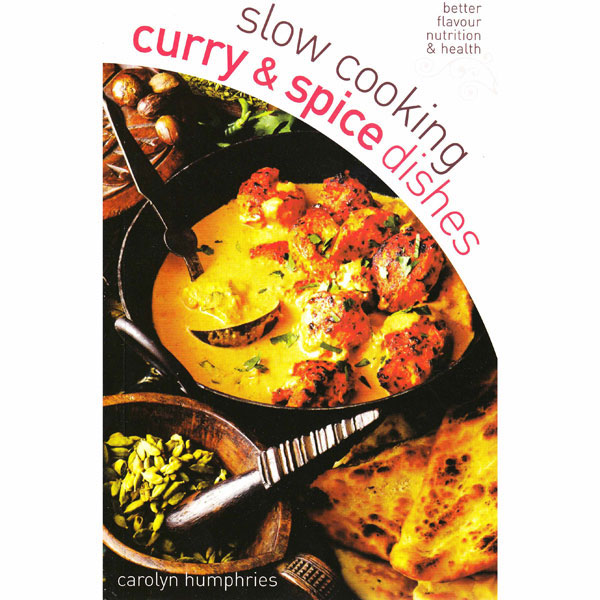 slow cooking
curry & spice dishes
better
flavour
nutrition
& health
carolyn humphries